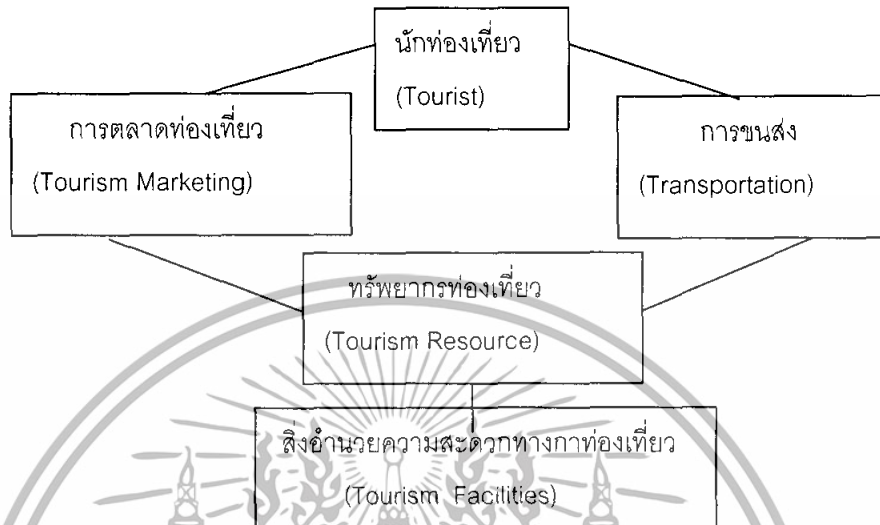 นักท่องเที่ยว
(Tourist)
การตลาดท่องเที่ยว
(Tourism Marketing)
การขนส่ง
(Transportation)
ทรัพยากรท่องเที่ยว
(Tourism Resource)
สิ่งอำนวยความสะดวกทางกาท่องเที่ยว
(Tourism Facilities)